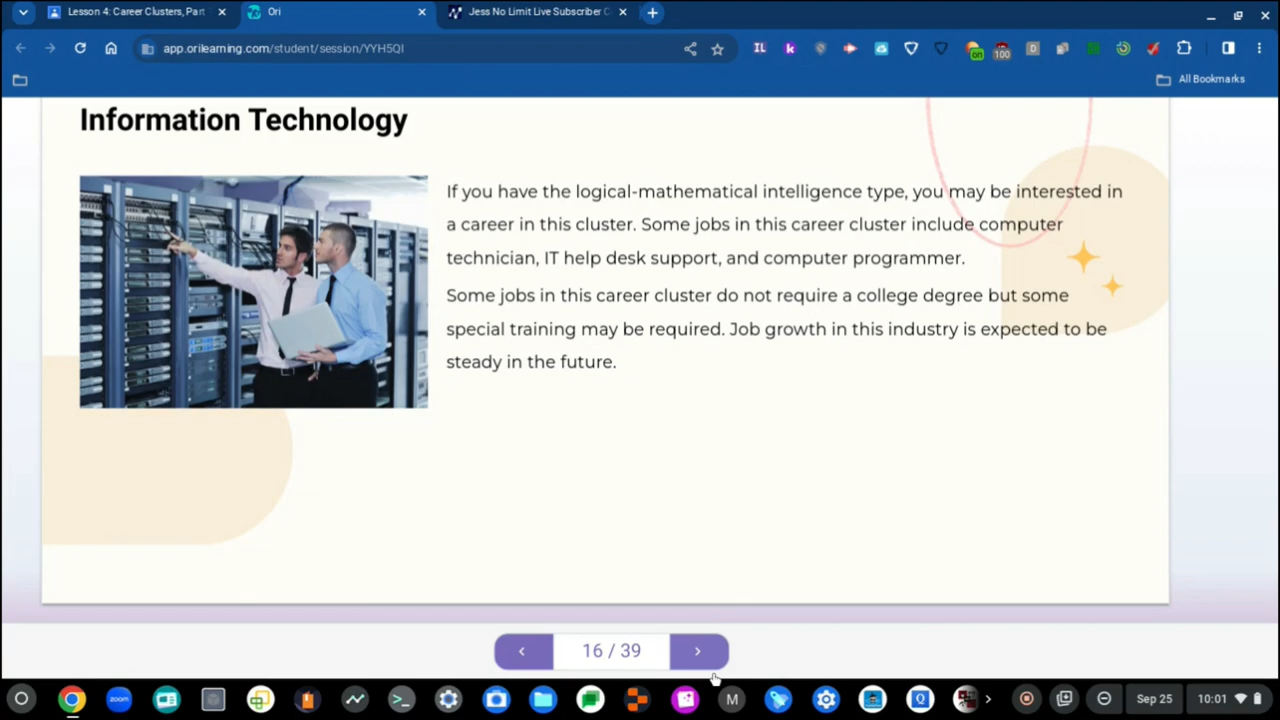 Lesson 4: Career Clusters, Part
Ori
Jess No Limit Live Subscriber C
app.orilearning.com/student/session/YYH5QI
IL
k
on
100
D
All Bookmarks
Information Technology
If you have the logical-mathematical intelligence type, you may be interested in
a career in this cluster. Some jobs in this career cluster include computer
technician, IT help desk support, and computer programmer.
Some jobs in this career cluster do not require a college degree but some
special training may be required. Job growth in this industry is expected to be
steady in the future.
16 / 39
zoom
M
Q
Sep 25
10:01